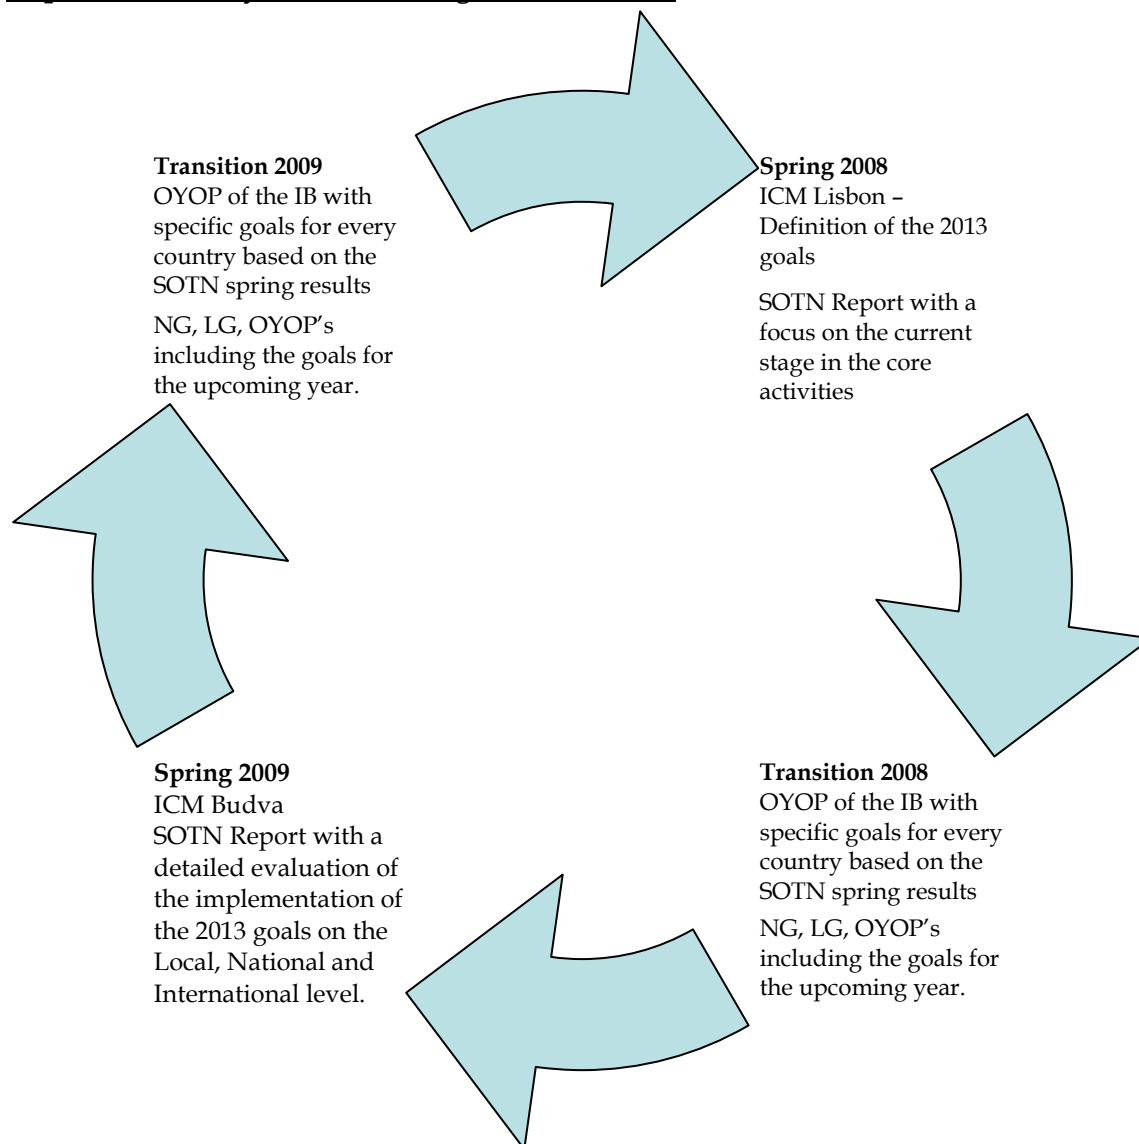 Transition 2009
OYOP of the IB with
specific goals for every
country based on the
SOTN spring results
NG, LG, OYOP’s
including the goals for
the upcoming year.
Spring 2008
ICM Lisbon –
Definition of the 2013
goals
SOTN Report with a
focus on the current
stage in the core
activities
Spring 2009
ICM Budva
SOTN Report with a
detailed evaluation of
the implementation of
the 2013 goals on the
Local, National and
International level.
Transition 2008
OYOP of the IB with
specific goals for every
country based on the
SOTN spring results
NG, LG, OYOP’s
including the goals for
the upcoming year.